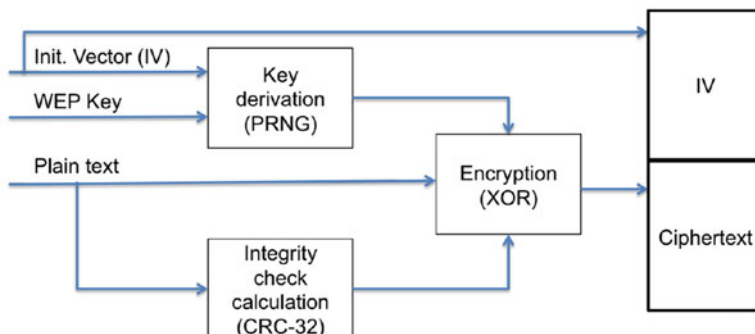 Init. Vector (IV)
WEP Key
Plain text
Key
derivation
(PRNG)
Integrity
check
calculation
(CRC-32)
Encryption
(XOR)
IV
Ciphertext